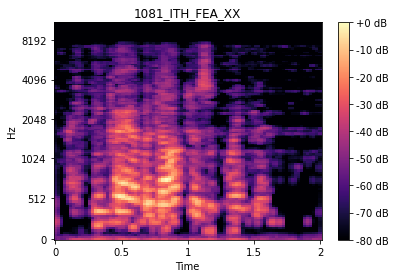 1081_ITH_FEA_XX
8192
4096
2048
1024
512
0
Hz
0
0.5
1
1.5
2
Time
+0 dB
-10 dB
-20 dB
-30 dB
-40 dB
-50 dB
-60 dB
-70 dB
-80 dB